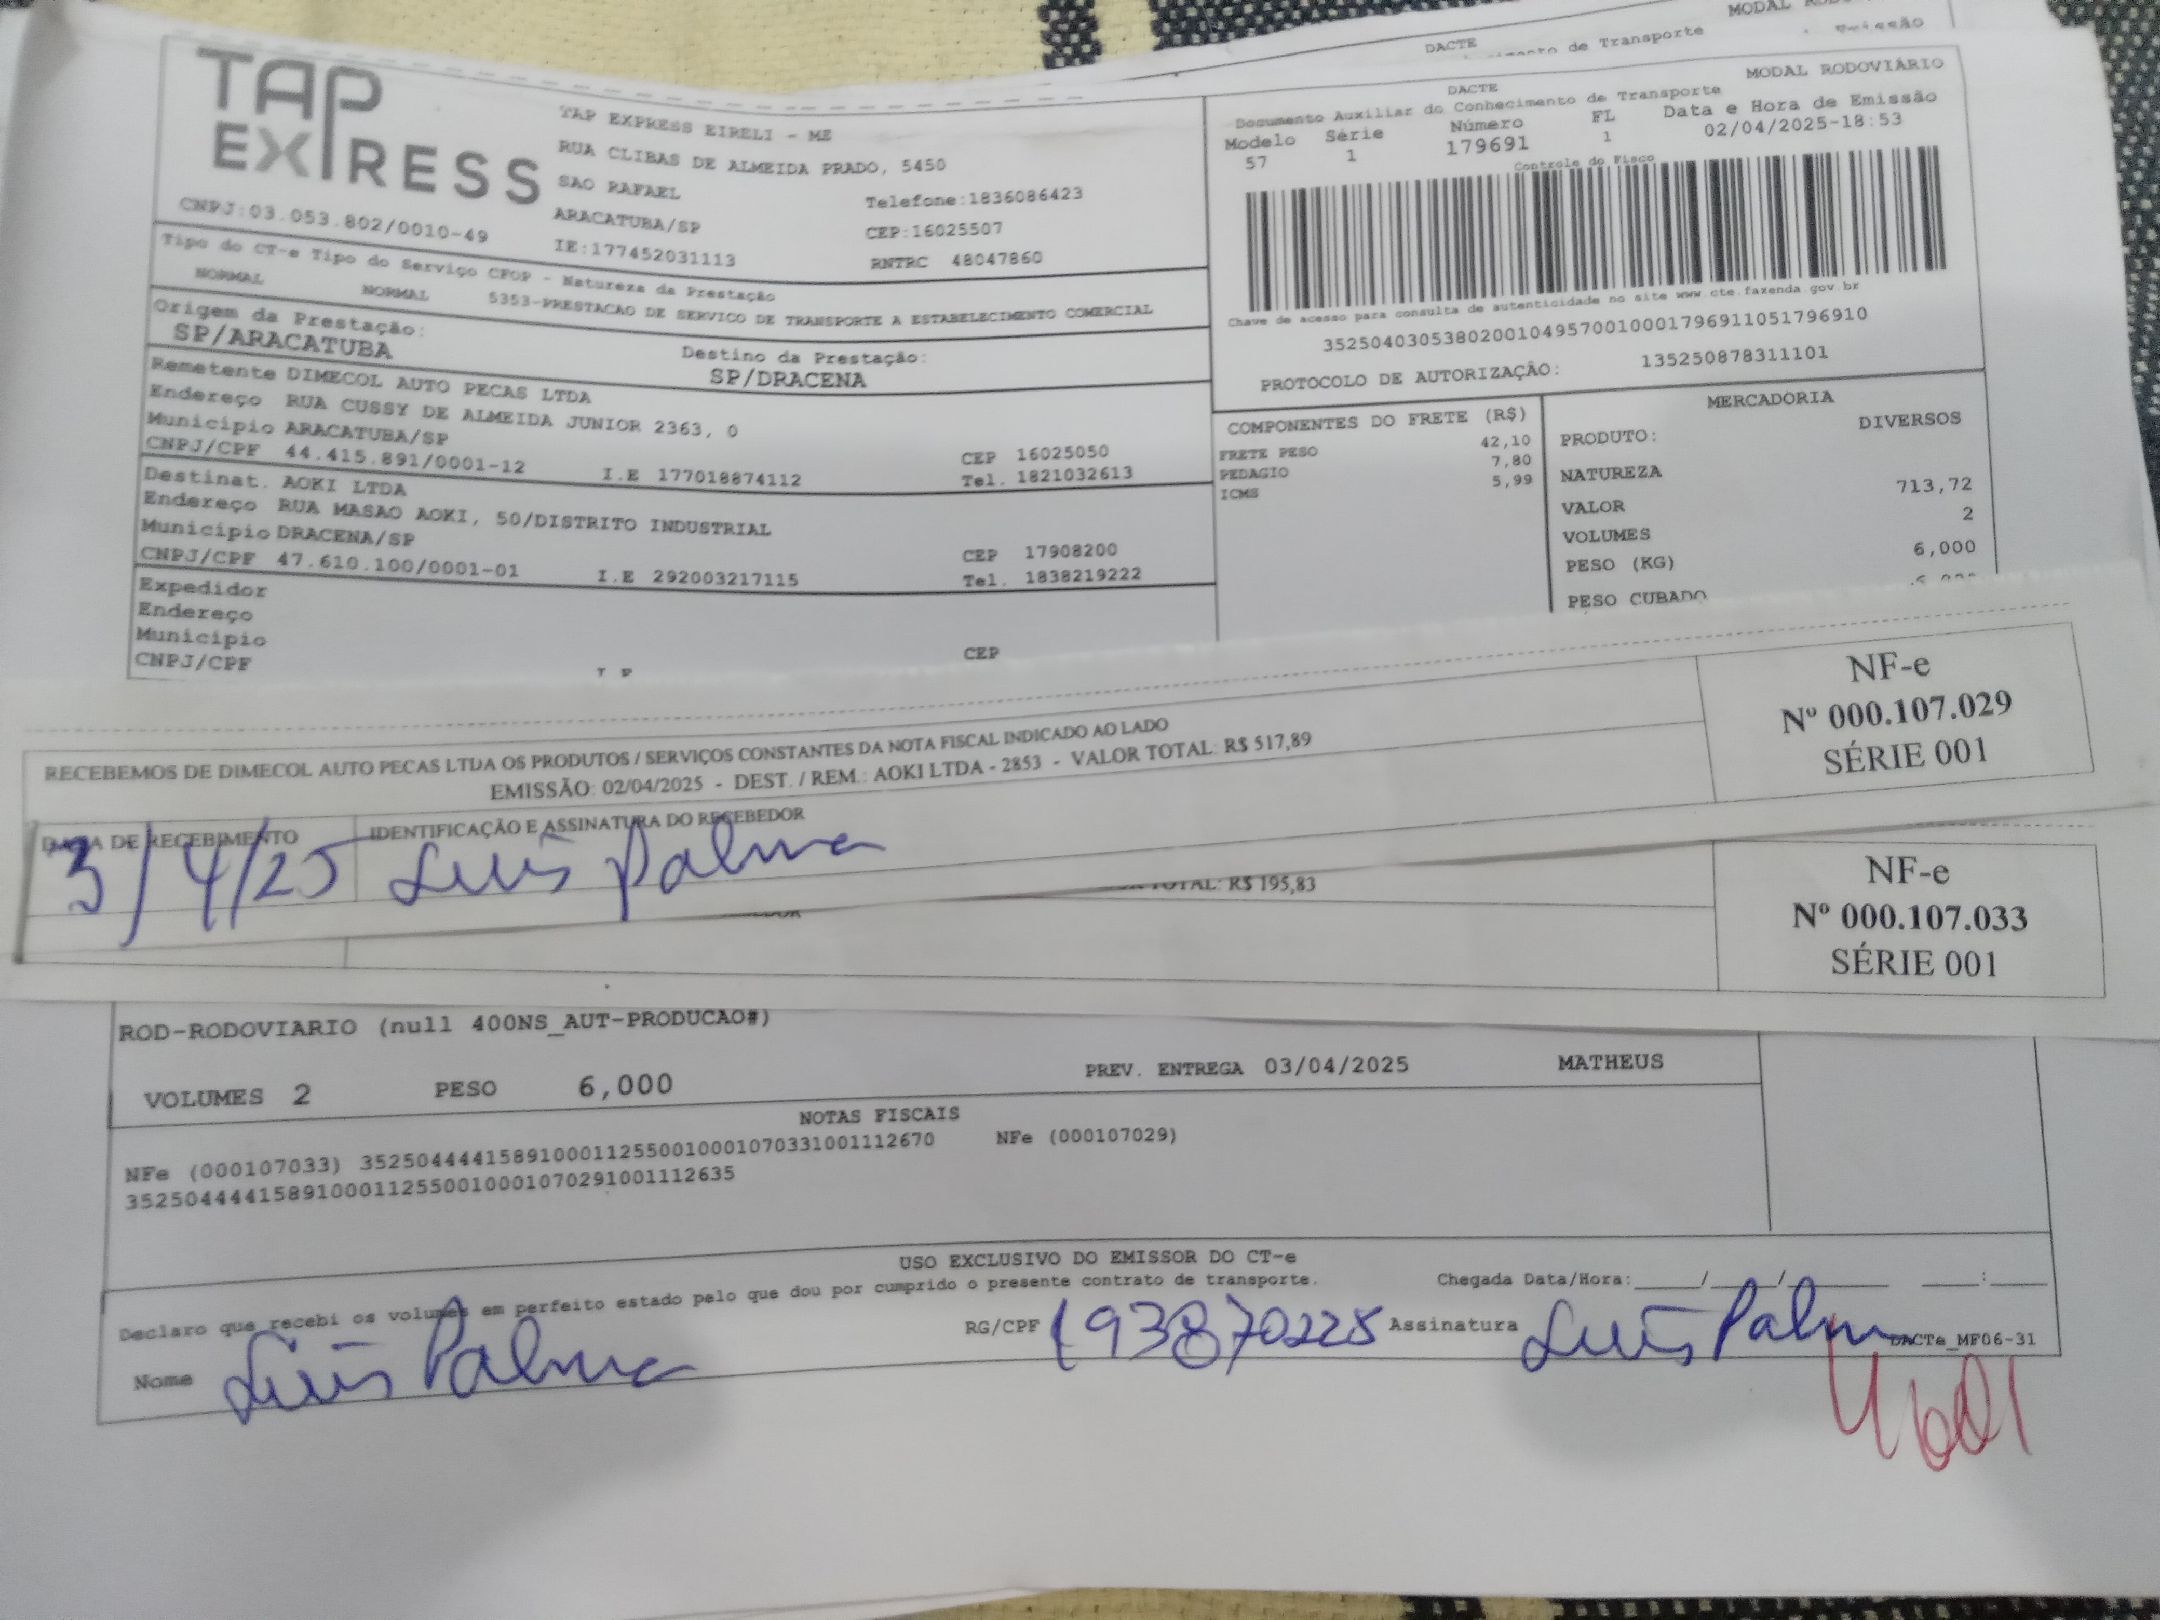 MODAL
DACTE
de Transporte
TAP
EXPRESS
CNPJ:03.053.802/0010-49
TAP EXPRESS EIRELI - ME
RUA CLIBAS DE ALMEIDA PRADO, 5450
SAO RAFAEL
Telefone:1836086423
ARACATUBA/SP
CEP:16025507
IE:177452031113
RNTRC 48047860
DACTE
MODAL RODOVIÁRIO
Documento Auxiliar do Conhecimento de Transporte
Modelo Série Número FL Data e Hora de Emissão
57 1 179691 1 02/04/2025-18:53
Controle do Fisco
Chave de acesso para consulta de autenticidade no site www.cte.fazenda.gov.br
35250403053802001049570010001796911051796910
PROTOCOLO DE AUTORIZAÇÃO: 135250878311101
Tipo do CT-e Tipo do Serviço CFOP - Natureza da Prestação
NORMAL NORMAL 5353-PRESTACAO DE SERVICO DE TRANSPORTE A ESTABELECIMENTO COMERCIAL
Origem da Prestação: Destino da Prestação:
SP/ARACATUBA SP/DRACENA
Remetente DIMECOL AUTO PECAS LTDA
Endereço RUA CUSSY DE ALMEIDA JUNIOR 2363, 0
Município ARACATUBA/SP CEP 16025050
CNPJ/CPF 44.415.891/0001-12 I.E 177018874112 Tel. 1821032613
Destinat. AOKI LTDA
Endereço RUA MASAO AOKI, 50/DISTRITO INDUSTRIAL
Município DRACENA/SP CEP 17908200
CNPJ/CPF 47.610.100/0001-01 I.E 292003217115 Tel. 1838219222
Expedidor
Endereço
Município CEP
CNPJ/CPF
COMPONENTES DO FRETE (R$)
FRETE PESO 42,10
PEDAGIO 7,80
ICMS 5,99
MERCADORIA
PRODUTO: DIVERSOS
NATUREZA
VALOR 713,72
VOLUMES 2
PESO (KG) 6,000
PESO CUBADO
RECEBEMOS DE DIMECOL AUTO PECAS LTDA OS PRODUTOS / SERVIÇOS CONSTANTES DA NOTA FISCAL INDICADO AO LADO
EMISSÃO: 02/04/2025 - DEST. / REM.: AOKI LTDA - 2853 - VALOR TOTAL: R$ 517,89
DATA DE RECEBIMENTO IDENTIFICAÇÃO E ASSINATURA DO RECEBEDOR
3/4/25 Luis Palma
NF-e
Nº 000.107.029
SÉRIE 001
TOTAL: R$ 195,83
NF-e
Nº 000.107.033
SÉRIE 001
ROD-RODOVIARIO (null 400NS_AUT-PRODUCAO#)
VOLUMES 2 PESO 6,000 PREV. ENTREGA 03/04/2025 MATHEUS
NOTAS FISCAIS
NFe (000107033) 35250444415891000112550010001070331001112670 NFe (000107029)
35250444415891000112550010001070291001112635
USO EXCLUSIVO DO EMISSOR DO CT-e
Declaro que recebi os volumes em perfeito estado pelo que dou por cumprido o presente contrato de transporte. Chegada Data/Hora:_____/_____/_____ ___:____
Nome Luis Palma RG/CPF 193870228 Assinatura Luis Palma DACTe_MF06-31